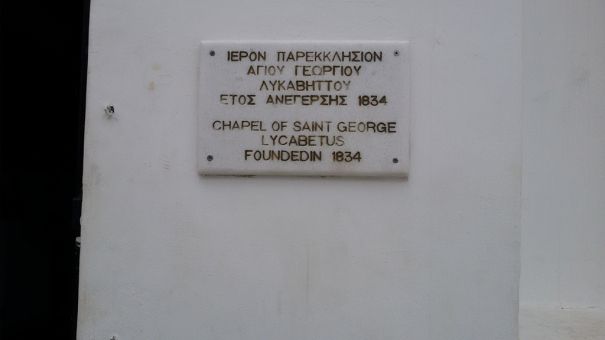 ΙΕΡΟΝ ΠΑΡΕΚΚΛΗΣΙΟΝ
ΑΓΙΟΥ ΓΕΩΡΓΙΟΥ
ΛΥΚΑΒΗΤΤΟΥ
ΕΤΟΣ ΑΝΕΓΕΡΣΗΣ 1834
CHAPEL OF SAINT GEORGE
LYCABETUS
FOUNDEDIN 1834